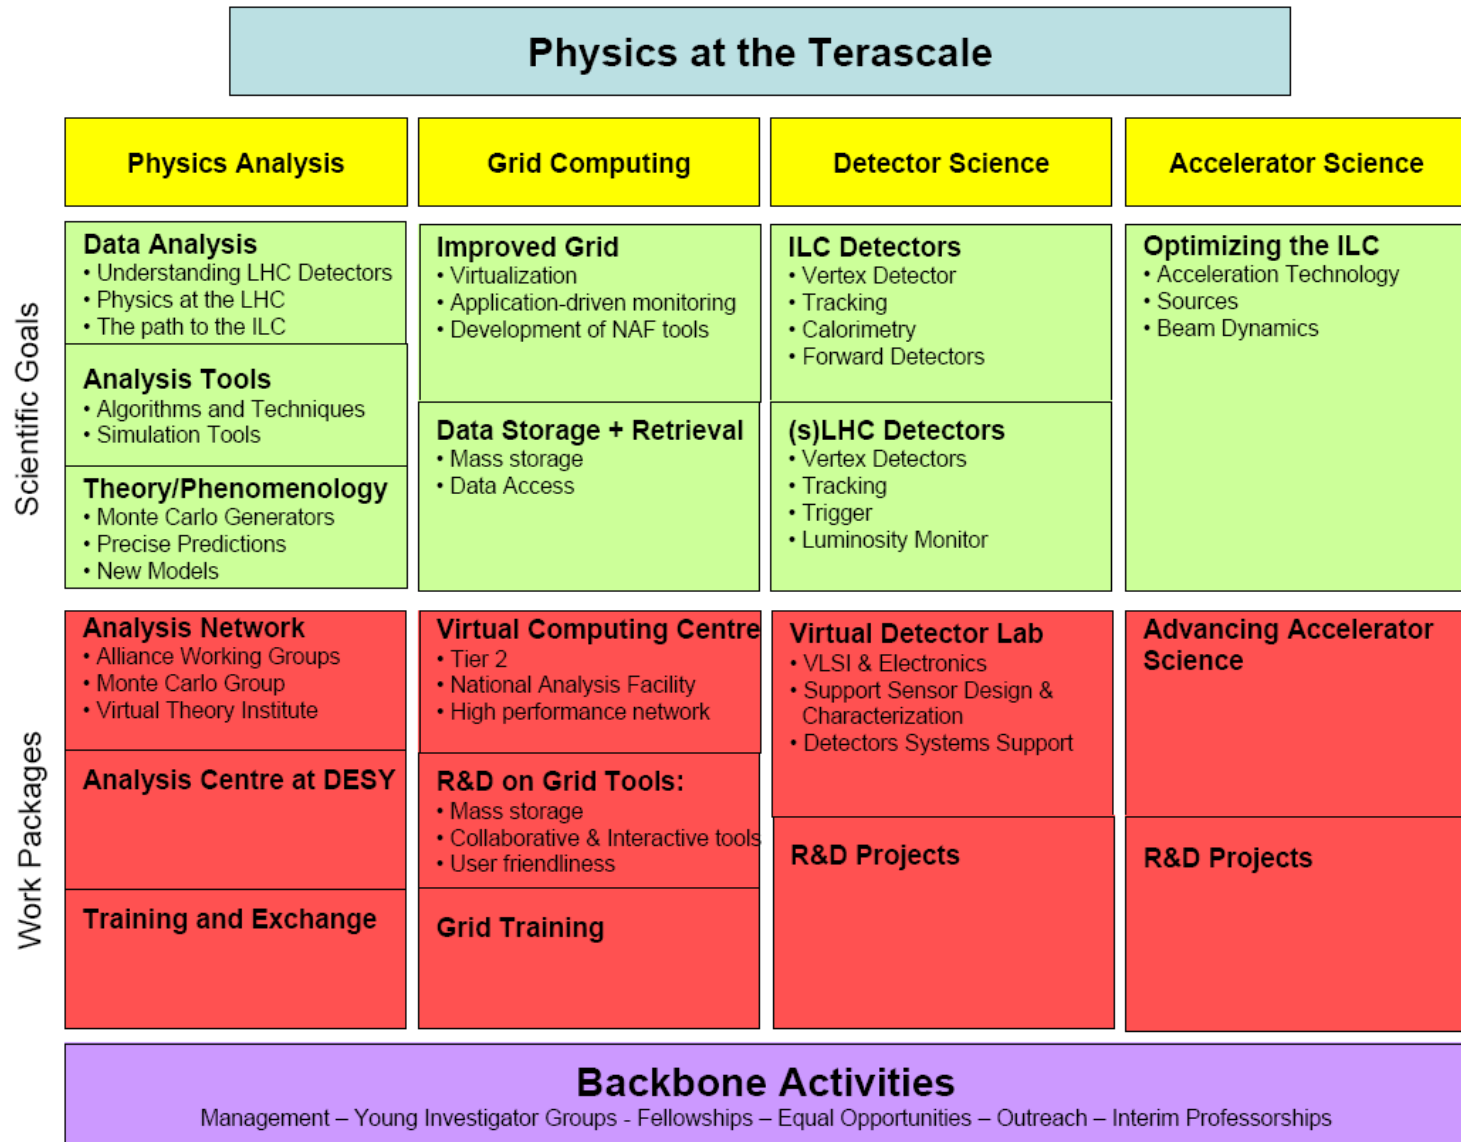 Physics at the Terascale
Physics Analysis
Grid Computing
Detector Science
Accelerator Science
Scientific Goals
Data Analysis
• Understanding LHC Detectors
• Physics at the LHC
• The path to the ILC
Analysis Tools
• Algorithms and Techniques
• Simulation Tools
Theory/Phenomenology
• Monte Carlo Generators
• Precise Predictions
• New Models
Improved Grid
• Virtualization
• Application-driven monitoring
• Development of NAF tools
Data Storage + Retrieval
• Mass storage
• Data Access
ILC Detectors
• Vertex Detector
• Tracking
• Calorimetry
• Forward Detectors
(s)LHC Detectors
• Vertex Detectors
• Tracking
• Trigger
• Luminosity Monitor
Optimizing the ILC
• Acceleration Technology
• Sources
• Beam Dynamics
Work Packages
Analysis Network
• Alliance Working Groups
• Monte Carlo Group
• Virtual Theory Institute
Analysis Centre at DESY
Training and Exchange
Virtual Computing Centre
• Tier 2
• National Analysis Facility
• High performance network
R&D on Grid Tools:
• Mass storage
• Collaborative & Interactive tools
• User friendliness
Grid Training
Virtual Detector Lab
• VLSI & Electronics
• Support Sensor Design &
Characterization
• Detectors Systems Support
R&D Projects
Advancing Accelerator
Science
R&D Projects
Backbone Activities
Management – Young Investigator Groups - Fellowships – Equal Opportunities – Outreach – Interim Professorships